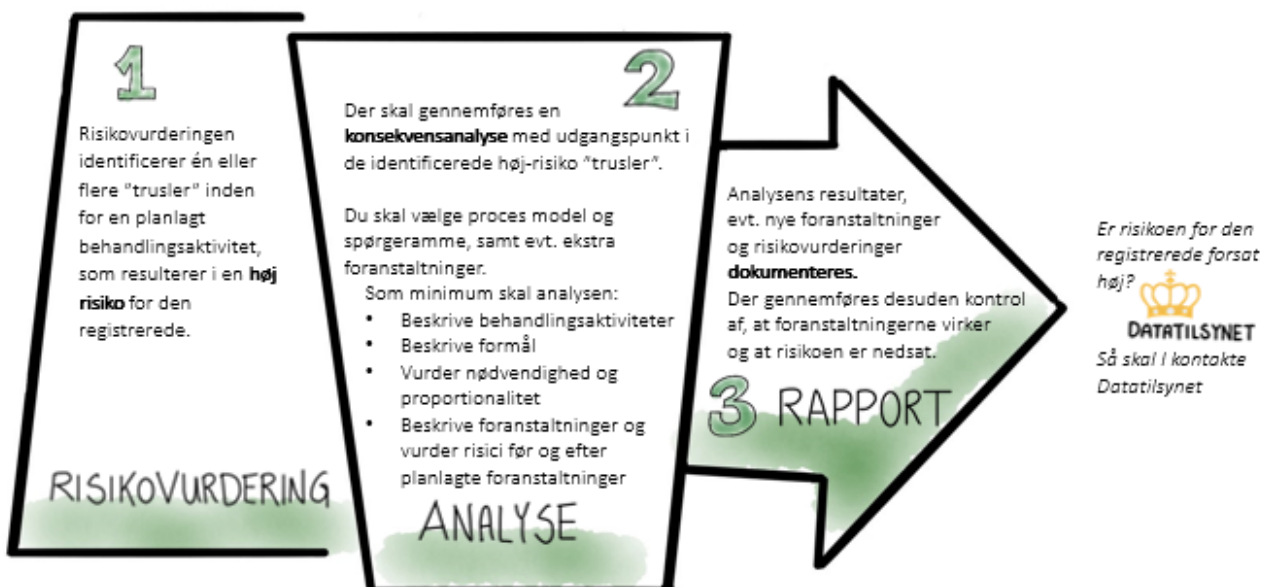 1
Risikovurderingen
identificerer én eller
flere "trusler" inden
for en planlagt
behandlingsaktivitet,
som resulterer i en høj
risiko for den
registrerede.
RISIKOVURDERING
2
Der skal gennemføres en
konsekvensanalyse med udgangspunkt i
de identificerede høj-risiko "trusler".
Du skal vælge proces model og
spørgeramme, samt evt. ekstra
foranstaltninger.
Som minimum skal analysen:
• Beskrive behandlingsaktiviteter
• Beskrive formål
• Vurder nødvendighed og
proportionalitet
• Beskrive foranstaltninger og
vurder risici før og efter
planlagte foranstaltninger
ANALYSE
Analysens resultater,
evt. nye foranstaltninger
og risikovurderinger
dokumenteres.
Der gennemføres desuden kontrol
af, at foranstaltningerne virker
og at risikoen er nedsat.
3 RAPPORT
Er risikoen for den
registrerede forsat
høj?
DATATILSYNET
Så skal I kontakte
Datatilsynet